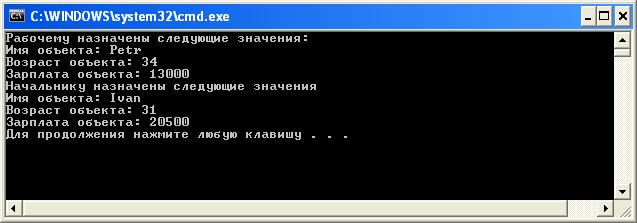 C:\WINDOWS\system32\cmd.exe
Рабочему назначены следующие значения:
Имя объекта: Petr
Возраст объекта: 34
Зарплата объекта: 13000
Начальнику назначены следующие значения
Имя объекта: Ivan
Возраст объекта: 31
Зарплата объекта: 20500
Для продолжения нажмите любую клавишу . . .